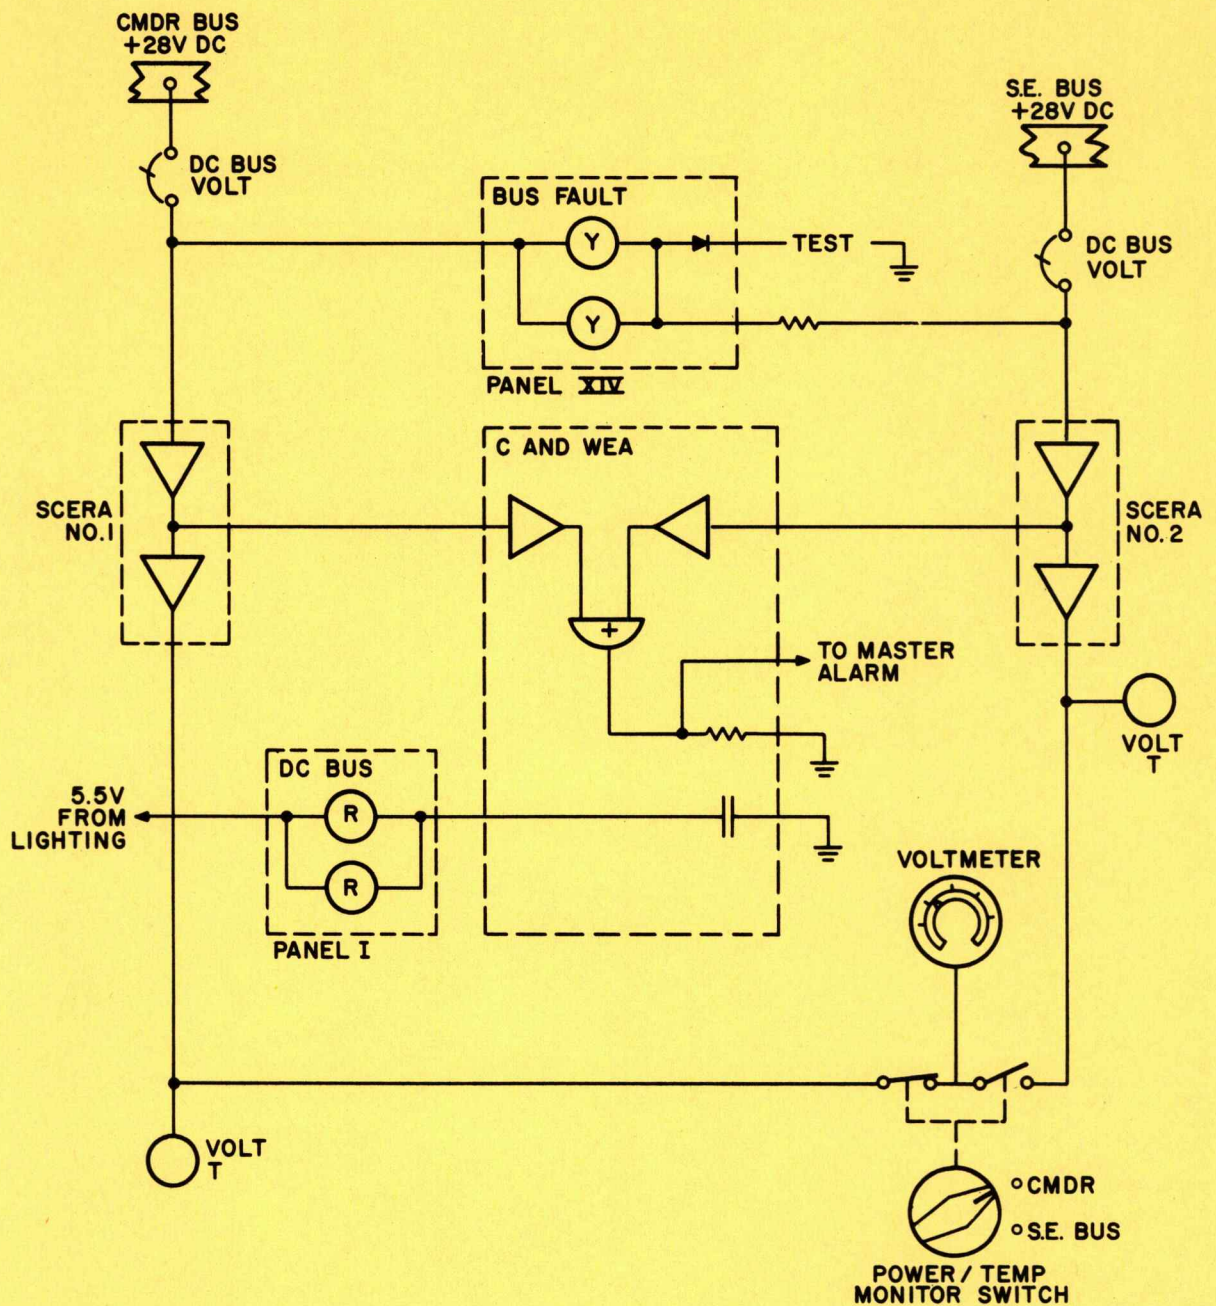 CMDR BUS
+28V DC
S.E. BUS
+28V DC
DC BUS
VOLT
BUS FAULT
Y
TEST
DC BUS
VOLT
Y
PANEL XIV
C AND WEA
SCERA
NO.1
SCERA
NO.2
+
TO MASTER
ALARM
VOLT
T
DC BUS
5.5V
FROM
LIGHTING
R
R
PANEL I
VOLTMETER
VOLT
T
CMDR
S.E. BUS
POWER/TEMP
MONITOR SWITCH